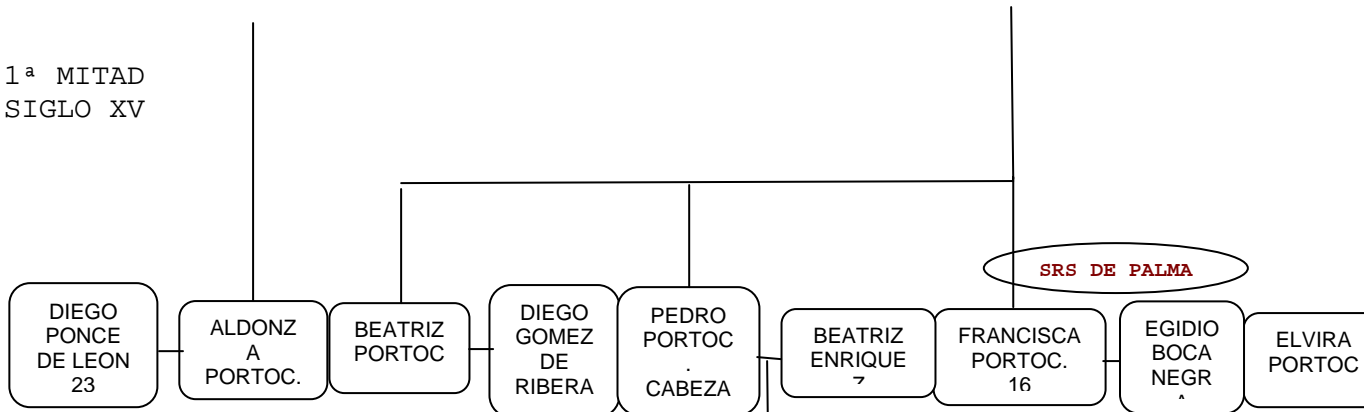 1ª MITAD
SIGLO XV
SRS DE PALMA
DIEGO
PONCE
DE LEON
23
ALDONZ
A
PORTOC.
BEATRIZ
PORTOC
DIEGO
GOMEZ
DE
RIBERA
PEDRO
PORTOC
.
CABEZA
BEATRIZ
ENRIQUE
FRANCISCA
PORTOC.
16
EGIDIO
BOCA
NEGR
ELVIRA
PORTOC